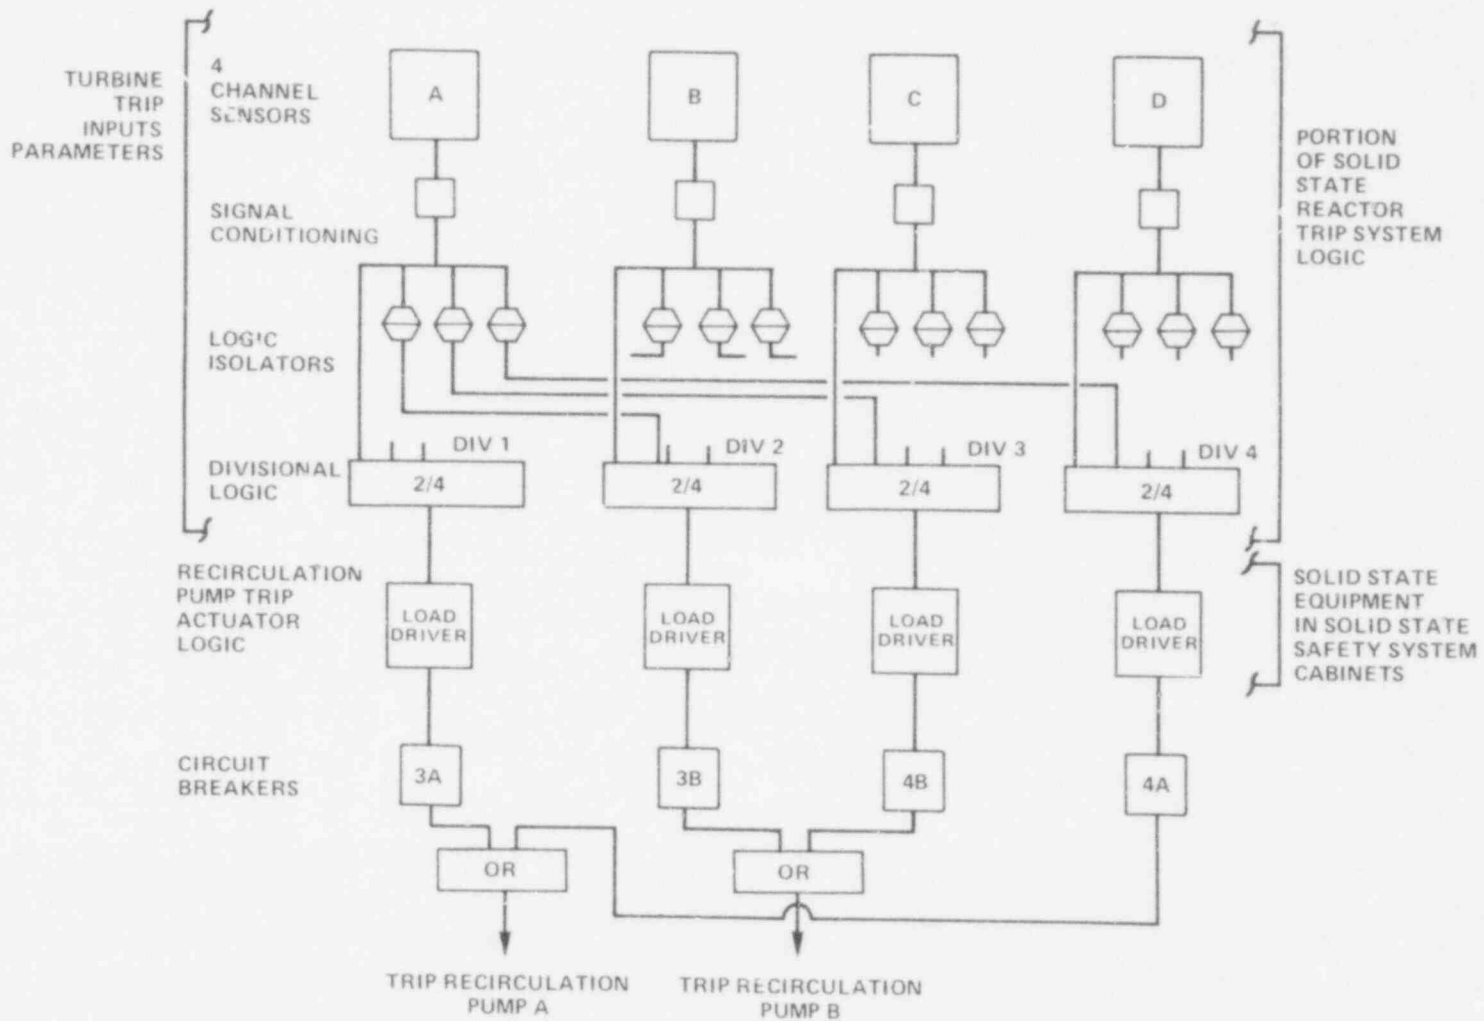 TURBINE
TRIP
INPUTS
PARAMETERS
4
CHANNEL
SENSORS
A
B
C
D
PORTION
OF SOLID
STATE
REACTOR
TRIP SYSTEM
LOGIC
SIGNAL
CONDITIONING
LOGIC
ISOLATORS
DIVISIONAL
LOGIC
DIV 1
DIV 2
DIV 3
DIV 4
2/4
2/4
2/4
2/4
RECIRCULATION
PUMP TRIP
ACTUATOR
LOGIC
LOAD
DRIVER
LOAD
DRIVER
LOAD
DRIVER
LOAD
DRIVER
SOLID STATE
EQUIPMENT
IN SOLID STATE
SAFETY SYSTEM
CABINETS
CIRCUIT
BREAKERS
3A
3B
4B
4A
OR
OR
TRIP RECIRCULATION
PUMP A
TRIP RECIRCULATION
PUMP B